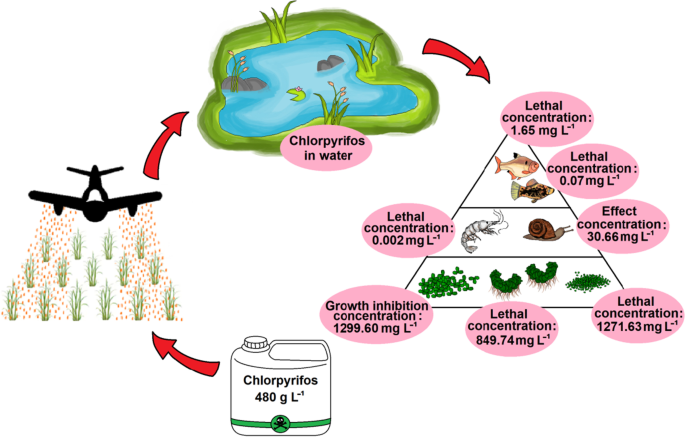 Chlorpyrifos
in water
Lethal
concentration:
1.65 mg L⁻¹
Lethal
concentration:
0.07 mg L⁻¹
Lethal
concentration:
0.002 mg L⁻¹
Effect
concentration:
30.66 mg L⁻¹
Growth inhibition
concentration:
1299.60 mg L⁻¹
Lethal
concentration:
849.74 mg L⁻¹
Lethal
concentration:
1271.63 mg L⁻¹
Chlorpyrifos
480 g L⁻¹